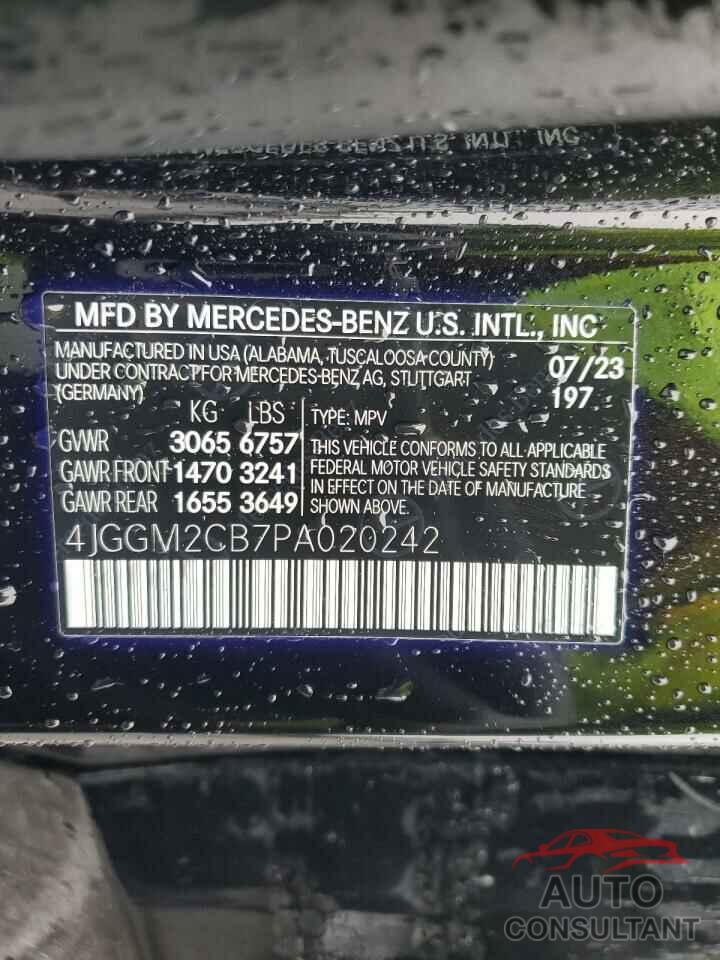 MFD BY MERCEDES-BENZ U.S. INTL., INC
MANUFACTURED IN USA (ALABAMA, TUSCALOOSA COUNTY)
UNDER CONTRACT FOR MERCEDES-BENZ AG, STUTTGART
(GERMANY)
07/23
197
KG LBS
GVWR 3065 6757
GAWR FRONT 1470 3241
GAWR REAR 1655 3649
TYPE: MPV
THIS VEHICLE CONFORMS TO ALL APPLICABLE
FEDERAL MOTOR VEHICLE SAFETY STANDARDS
IN EFFECT ON THE DATE OF MANUFACTURE
SHOWN ABOVE.
4JGGM2CB7PA020242
AUTO
CONSULTANT